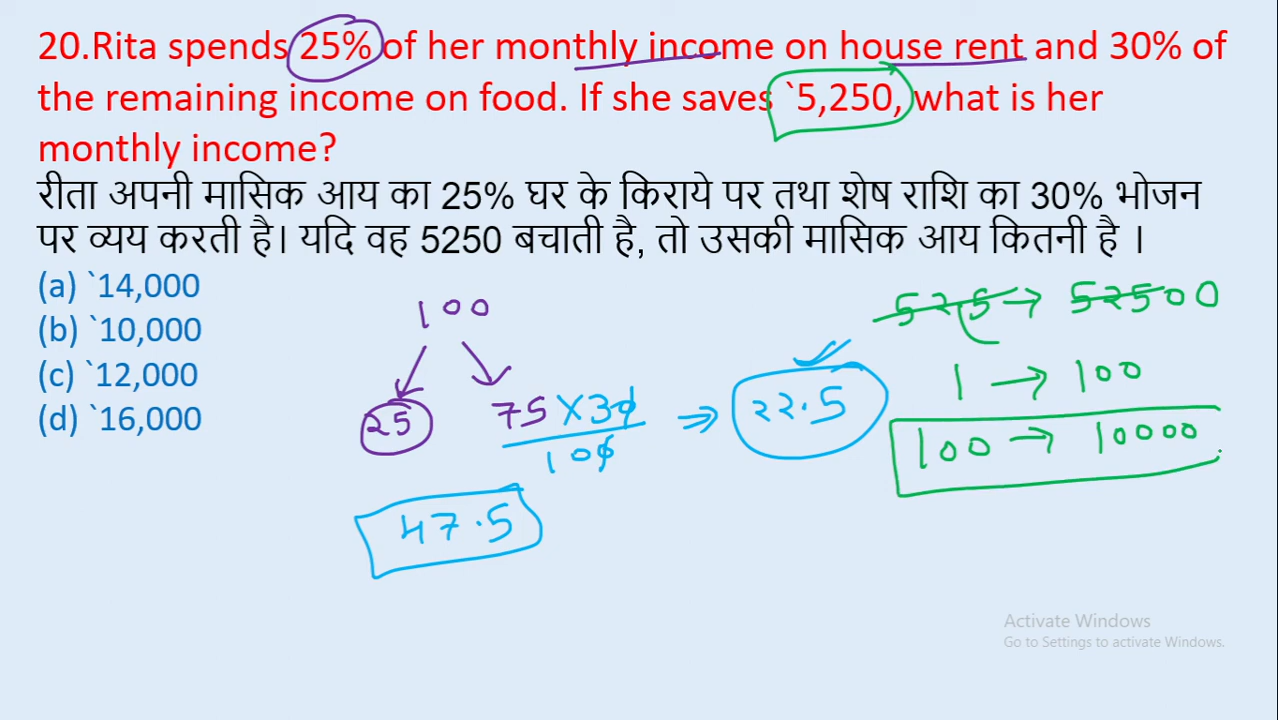 20.Rita spends 25% of her monthly income on house rent and 30% of
the remaining income on food. If she saves `5,250, what is her
monthly income?
रीता अपनी मासिक आय का 25% घर के किराये पर तथा शेष राशि का 30% भोजन
पर व्यय करती है। यदि वह 5250 बचाती है, तो उसकी मासिक आय कितनी है ।
(a) `14,000
(b) `10,000
(c) `12,000
(d) `16,000
100
25
75 X30
100
⇒ 22.5
47.5
52.5 → 52500
1 → 100
100 → 10000
Activate Windows
Go to Settings to activate Windows.